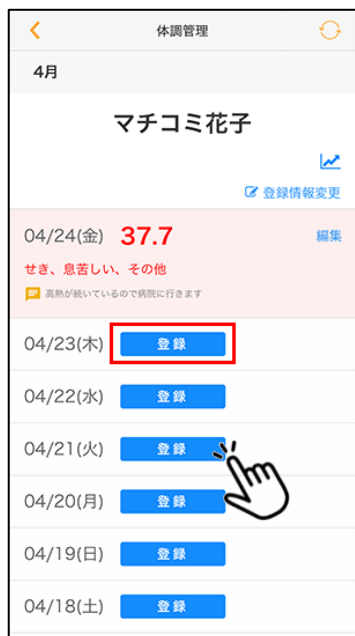 体調管理
4月
マチコミ花子
登録情報変更
04/24(金) 37.7 編集
せき、息苦しい、その他
高熱が続いているので病院に行きます
04/23(木) 登録
04/22(水) 登録
04/21(火) 登録
04/20(月) 登録
04/19(日) 登録
04/18(土) 登録